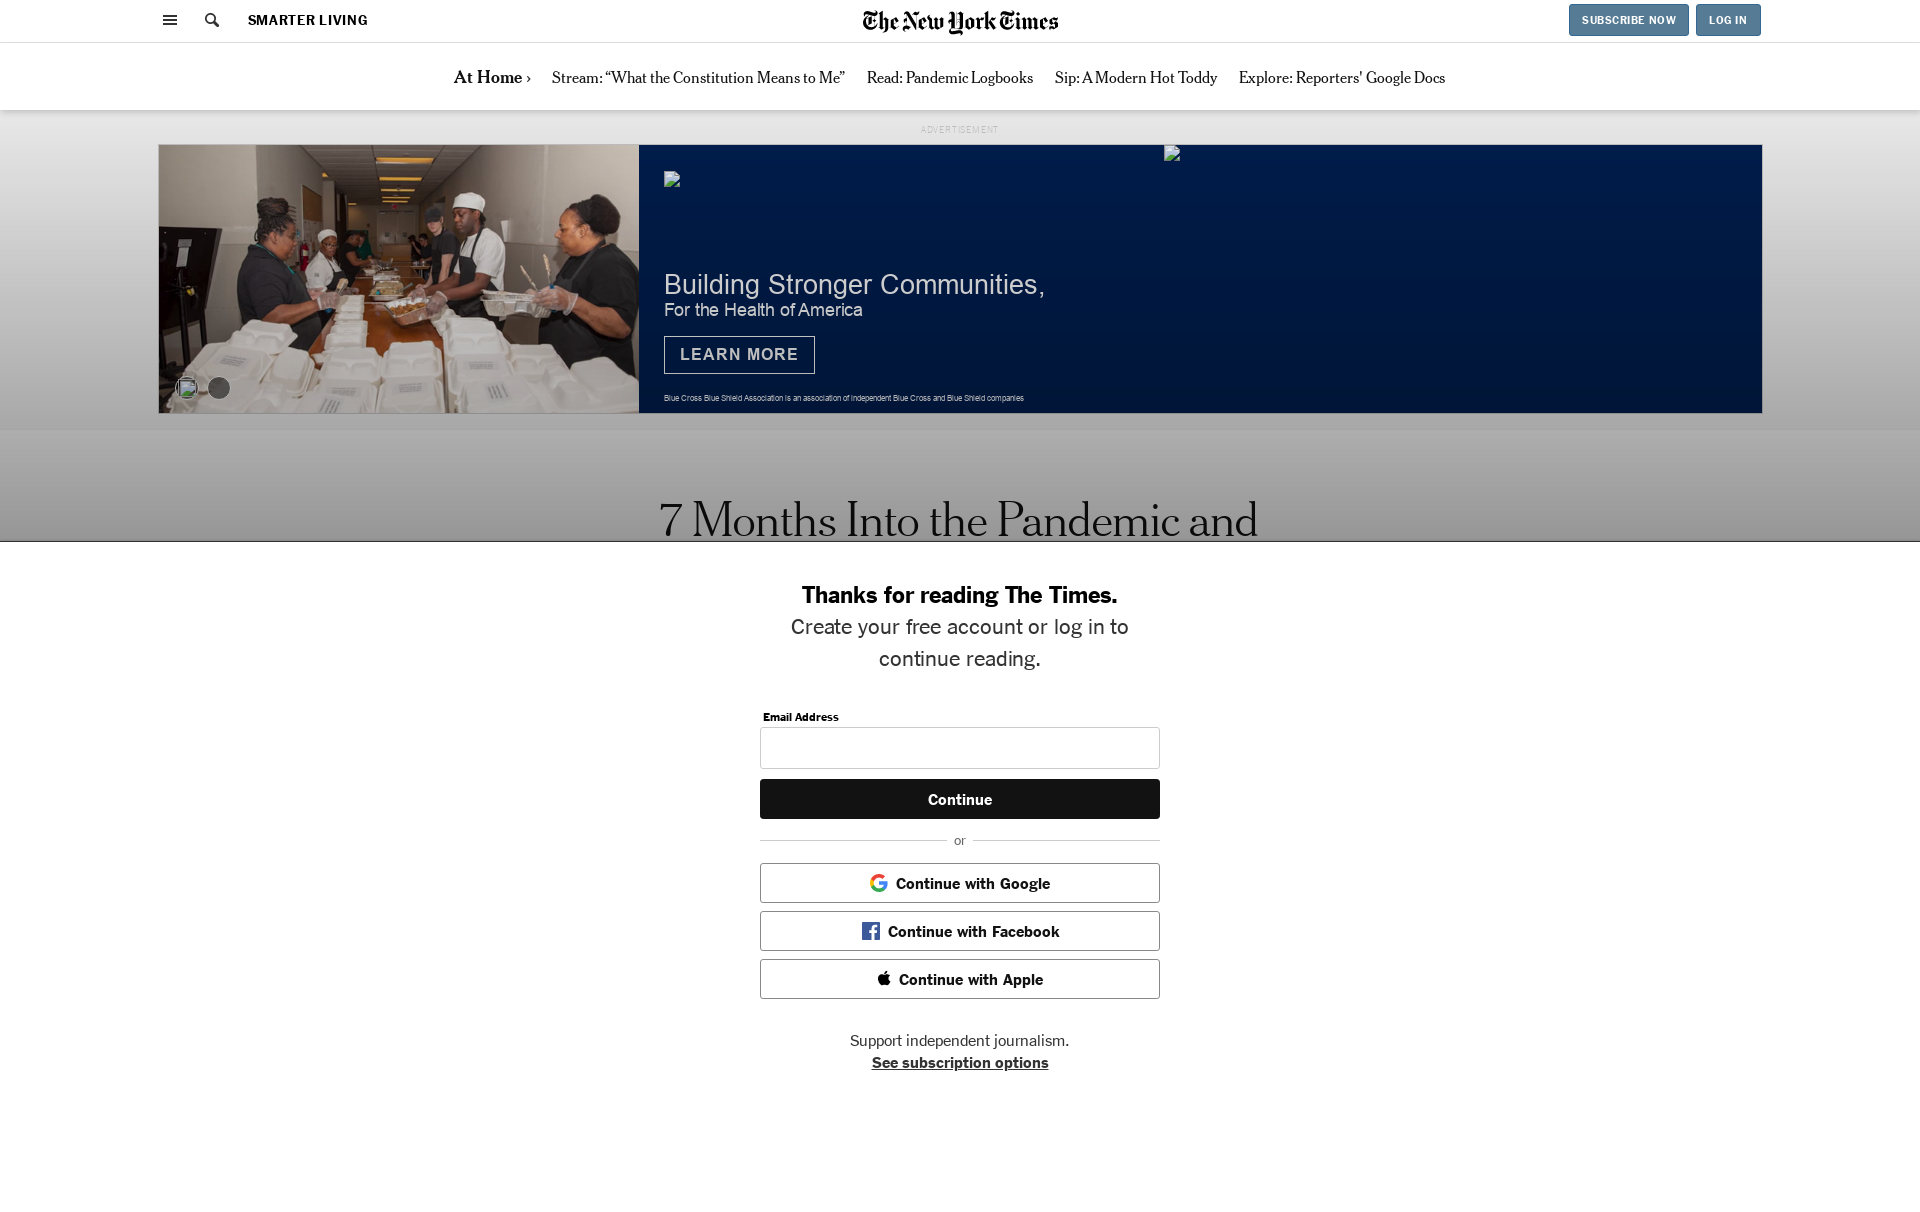 SMARTER LIVING
The New York Times
SUBSCRIBE NOW
LOG IN
At Home ›
Stream: “What the Constitution Means to Me”
Read: Pandemic Logbooks
Sip: A Modern Hot Toddy
Explore: Reporters' Google Docs
ADVERTISEMENT
Building Stronger Communities,
For the Health of America
LEARN MORE
Blue Cross Blue Shield Association is an association of independent Blue Cross and Blue Shield companies
7 Months Into the Pandemic and
Thanks for reading The Times.
Create your free account or log in to
continue reading.
Email Address
Continue
or
Continue with Google
Continue with Facebook
Continue with Apple
Support independent journalism.
See subscription options